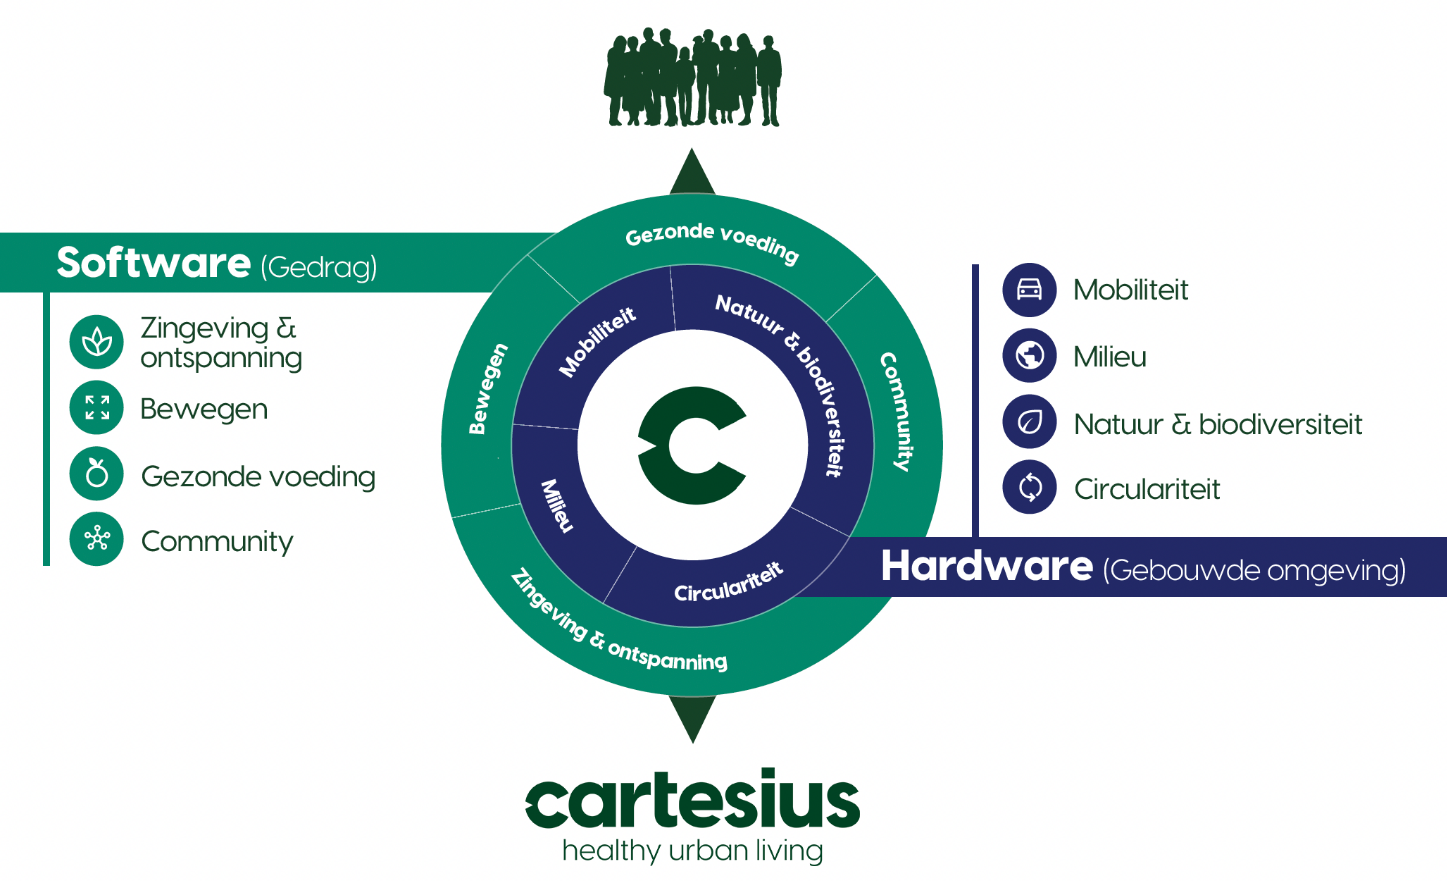 Software (Gedrag)
Zingeving &
ontspanning
Bewegen
Gezonde voeding
Community
Gezonde voeding
Community
Zingeving & ontspanning
Bewegen
Mobiliteit
Natuur & biodiversiteit
Circulariteit
Milieu
Mobiliteit
Milieu
Natuur & biodiversiteit
Circulariteit
Hardware (Gebouwde omgeving)
cartesius
healthy urban living